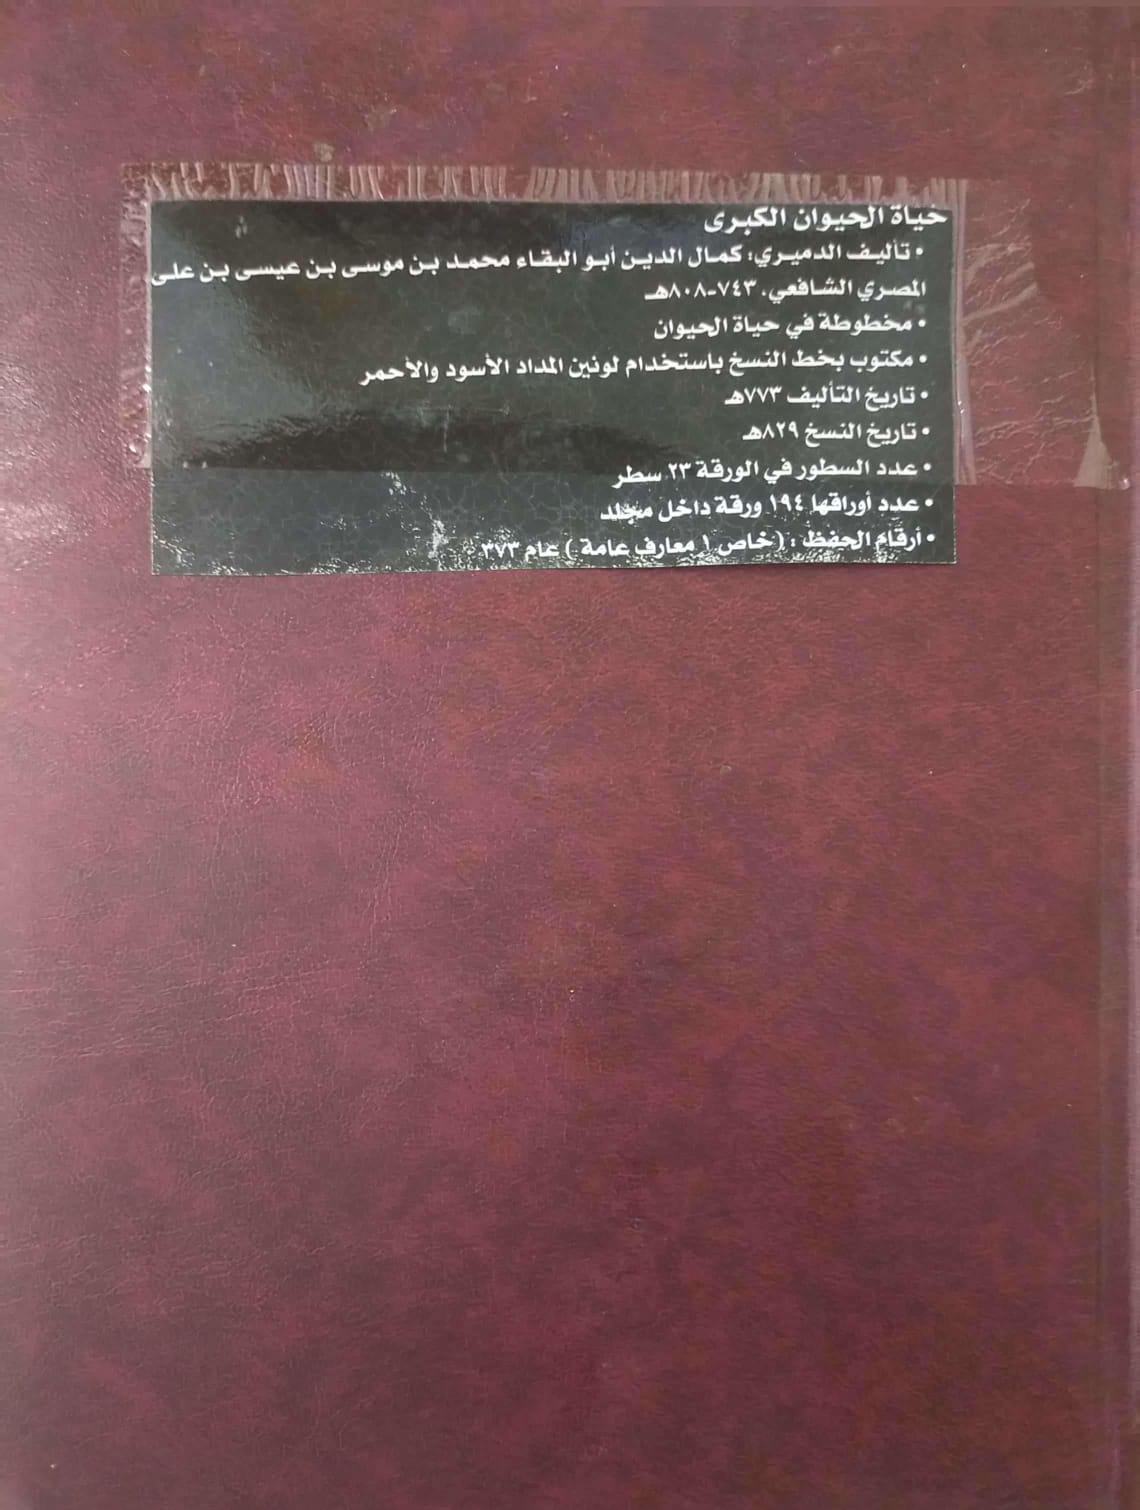 حياة الحيوان الكبرى
• تأليف الدميري؛ كمال الدين أبو البقاء محمد بن موسى بن عيسى بن على
المصري الشافعي. ٧٤٣-٨٠٨هـ
• مخطوطة في حياة الحيوان
• مكتوب بخط النسخ باستخدام لونين المداد الأسود والأحمر
• تاريخ التأليف ٧٧٣هـ
• تاريخ النسخ ٨٢٩هـ
• عدد السطور في الورقة ٢٣ سطر
• عدد أوراقها ١٩٤ ورقة داخل مجلد
• أرقام الحفظ : ( خاص ١ معارف عامة ) عام ٣٧٣